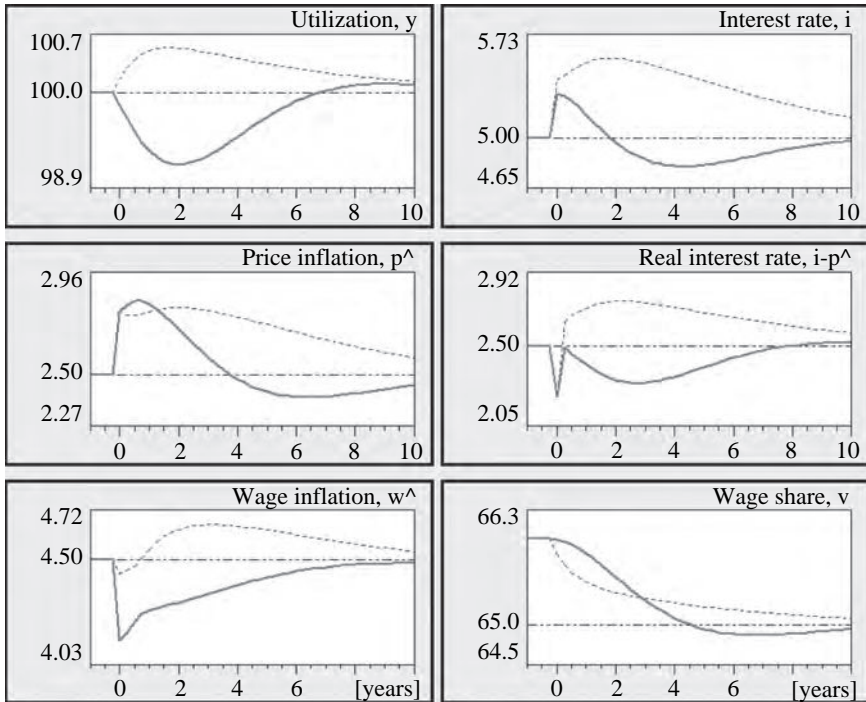 Utilization, y
100.7
100.0
98.9
0 2 4 6 8 10
Interest rate, i
5.73
5.00
4.65
0 2 4 6 8 10
Price inflation, p^
2.96
2.50
2.27
0 2 4 6 8 10
Real interest rate, i-p^
2.92
2.50
2.05
0 2 4 6 8 10
Wage inflation, w^
4.72
4.50
4.03
0 2 4 6 [years]
Wage share, v
66.3
65.0
64.5
0 2 4 6 [years]